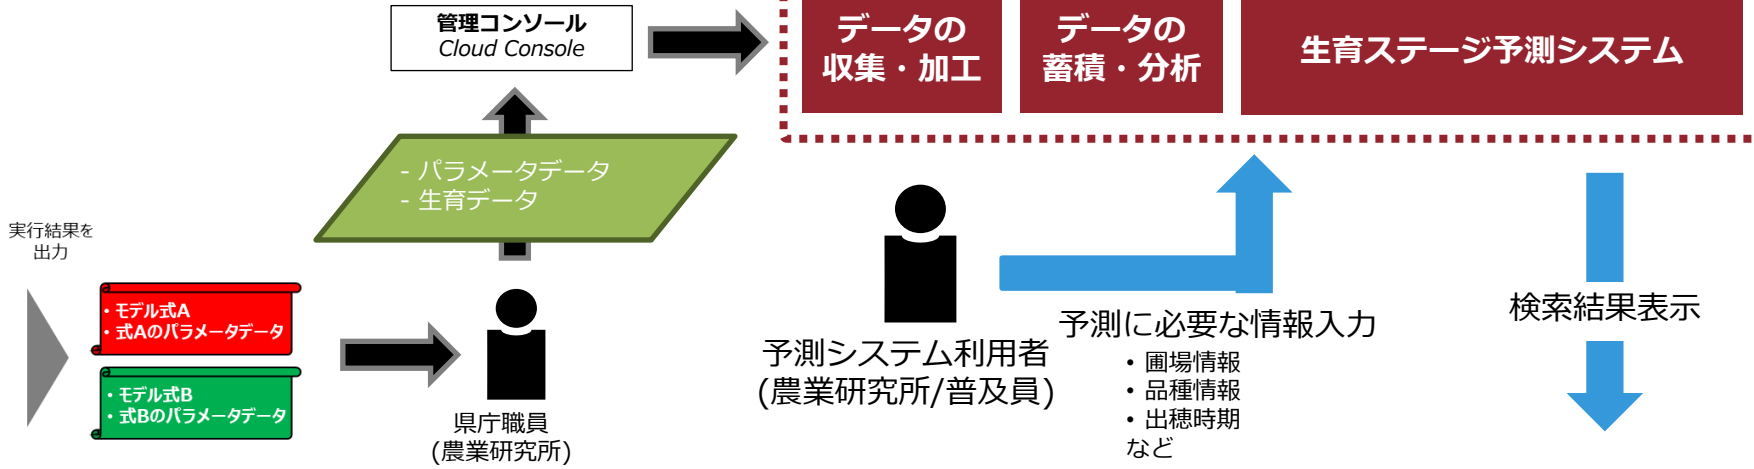 管理コンソール
Cloud Console
データの
収集・加工
データの
蓄積・分析
生育ステージ予測システム
- パラメータデータ
- 生育データ
実行結果を
出力
・モデル式A
・式Aのパラメータデータ
・モデル式B
・式Bのパラメータデータ
県庁職員
(農業研究所)
予測システム利用者
(農業研究所/普及員)
予測に必要な情報入力
・圃場情報
・品種情報
・出穂時期
など
検索結果表示